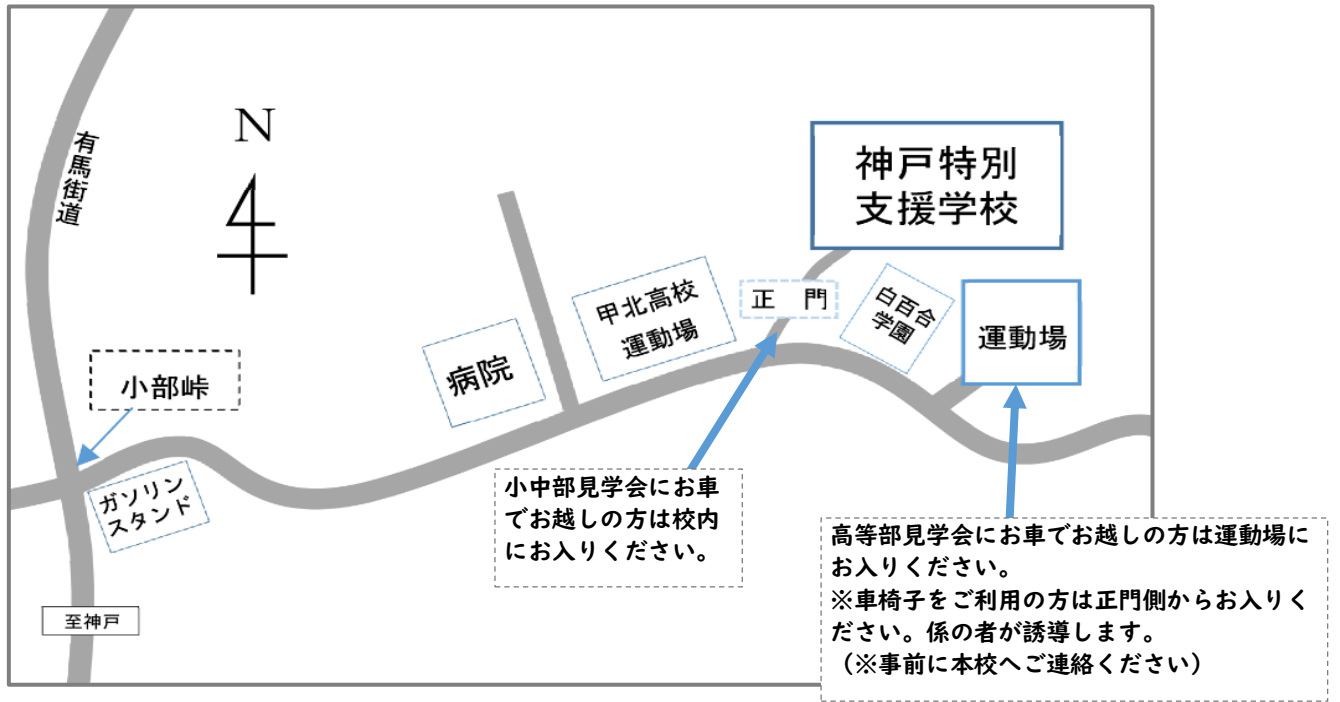 有馬街道
N
神戸特別
支援学校
甲北高校
運動場
正　門
白百合
学園
運動場
病院
小部峠
ガソリン
スタンド
小中部見学会にお車
でお越しの方は校内
にお入りください。
高等部見学会にお車でお越しの方は運動場に
お入りください。
※車椅子をご利用の方は正門側からお入りく
ださい。係の者が誘導します。
（※事前に本校へご連絡ください）
至神戸